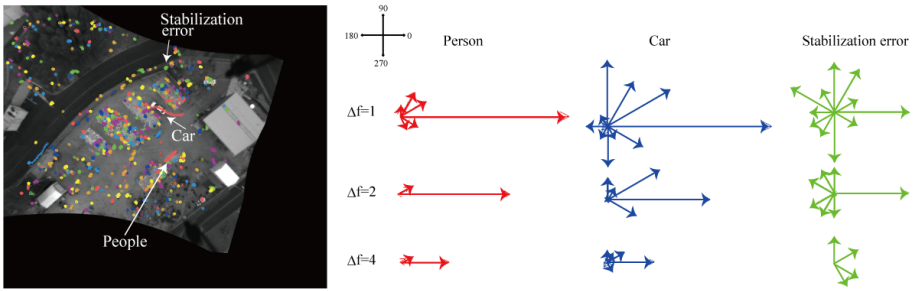 Stabilization
error
Car
People
90
180
0
270
Person
Car
Stabilization error
Δf=1
Δf=2
Δf=4